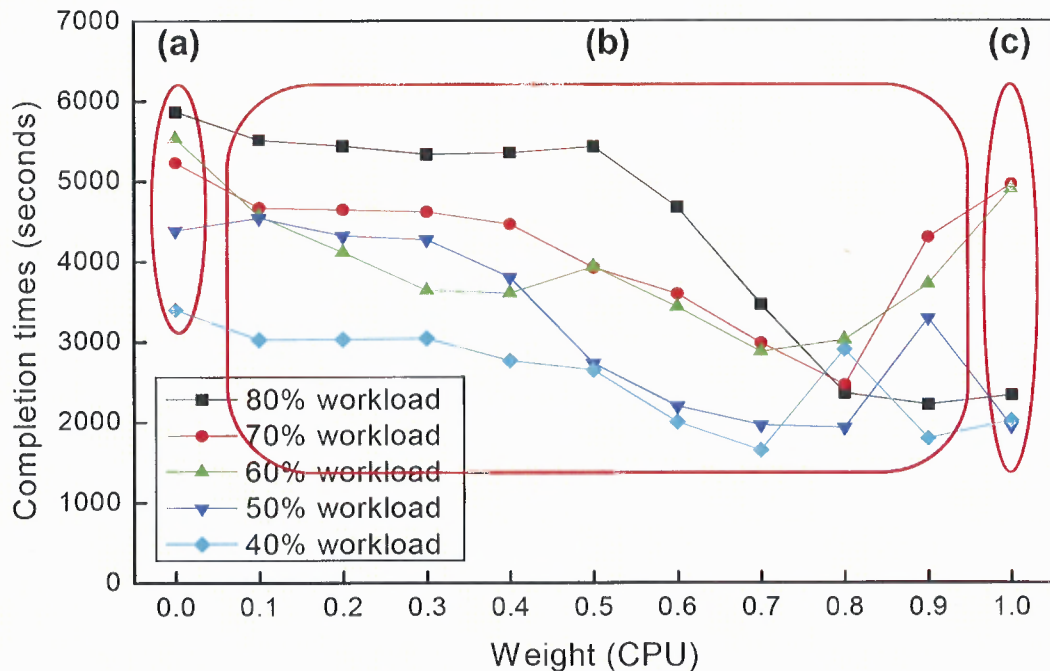 7000
(a)
(b)
(c)
6000
5000
4000
3000
2000
1000
0
Completion times (seconds)
80% workload
70% workload
60% workload
50% workload
40% workload
0.0 0.1 0.2 0.3 0.4 0.5 0.6 0.7 0.8 0.9 1.0
Weight (CPU)